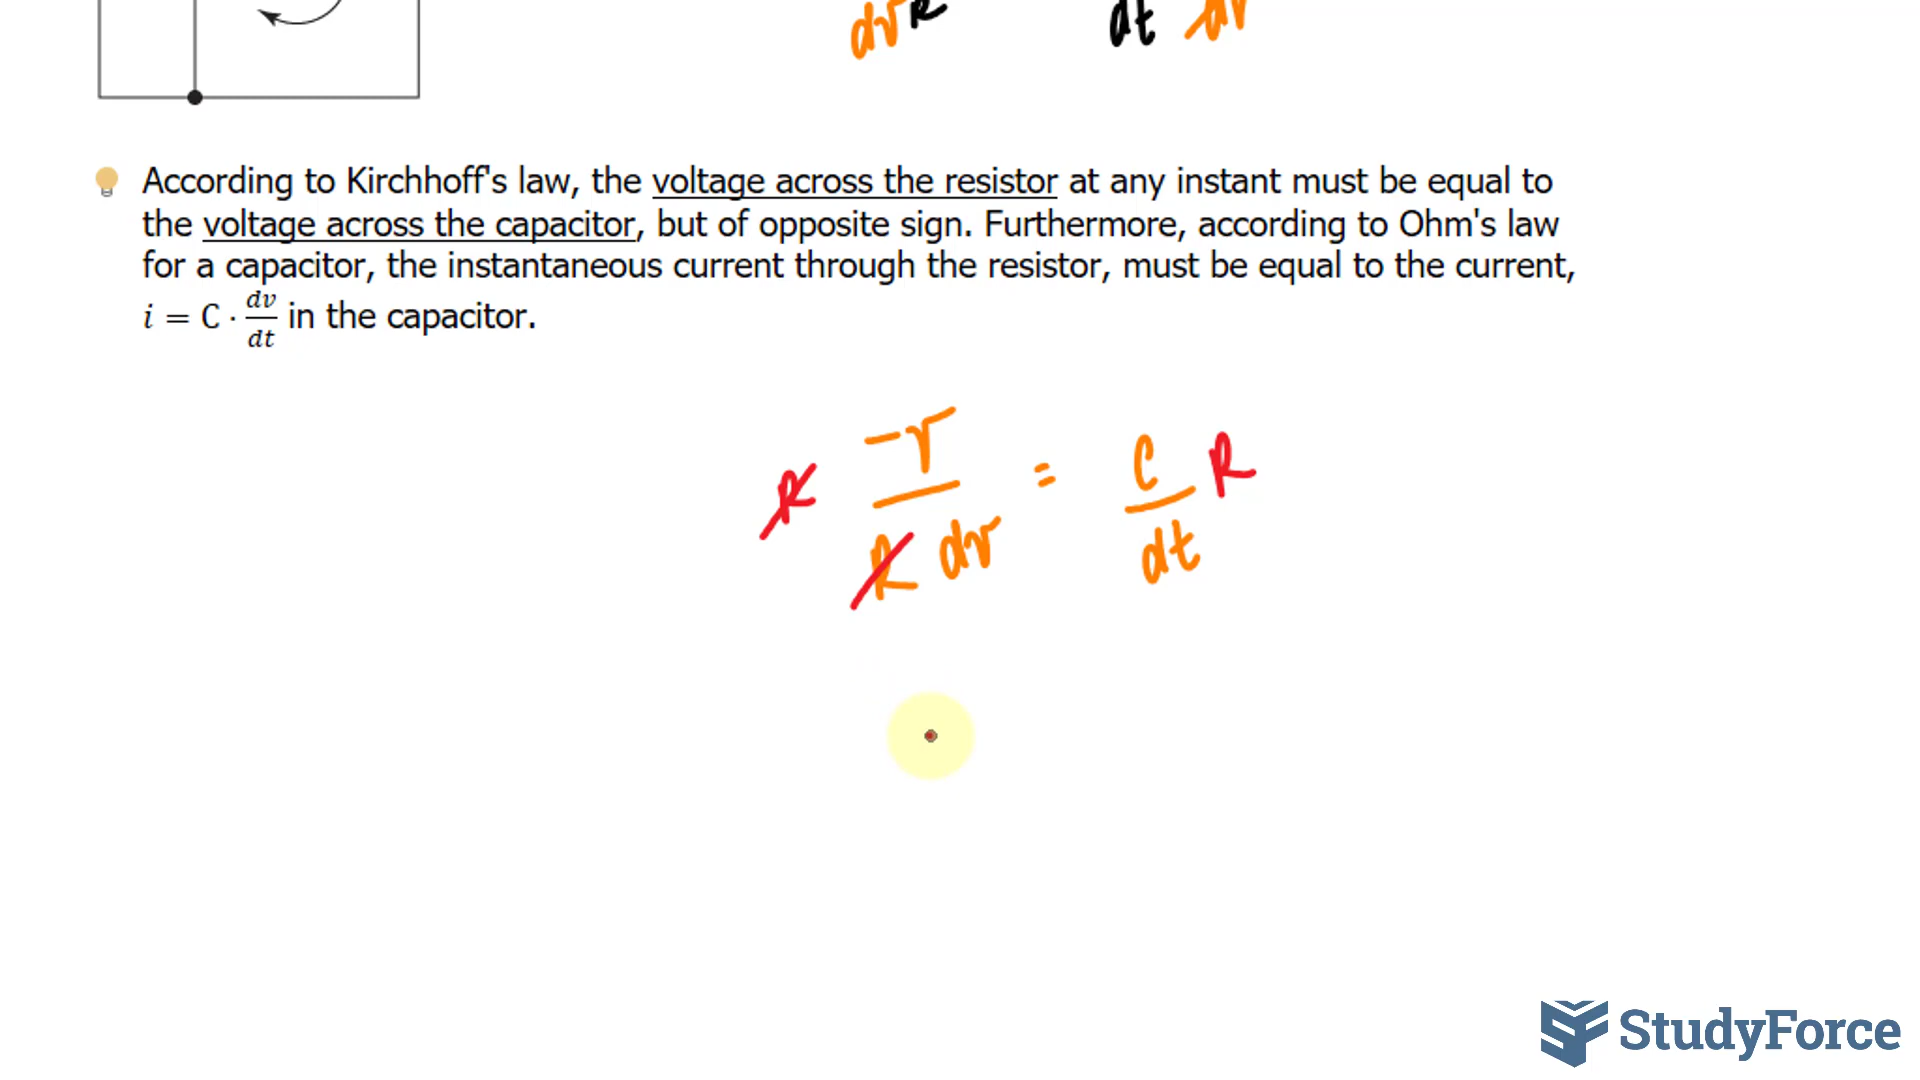 dv R dt dv
According to Kirchhoff's law, the voltage across the resistor at any instant must be equal to
the voltage across the capacitor, but of opposite sign. Furthermore, according to Ohm's law
for a capacitor, the instantaneous current through the resistor, must be equal to the current,
i = C · dv/dt in the capacitor.
R -v/R dv = C/dt R
StudyForce